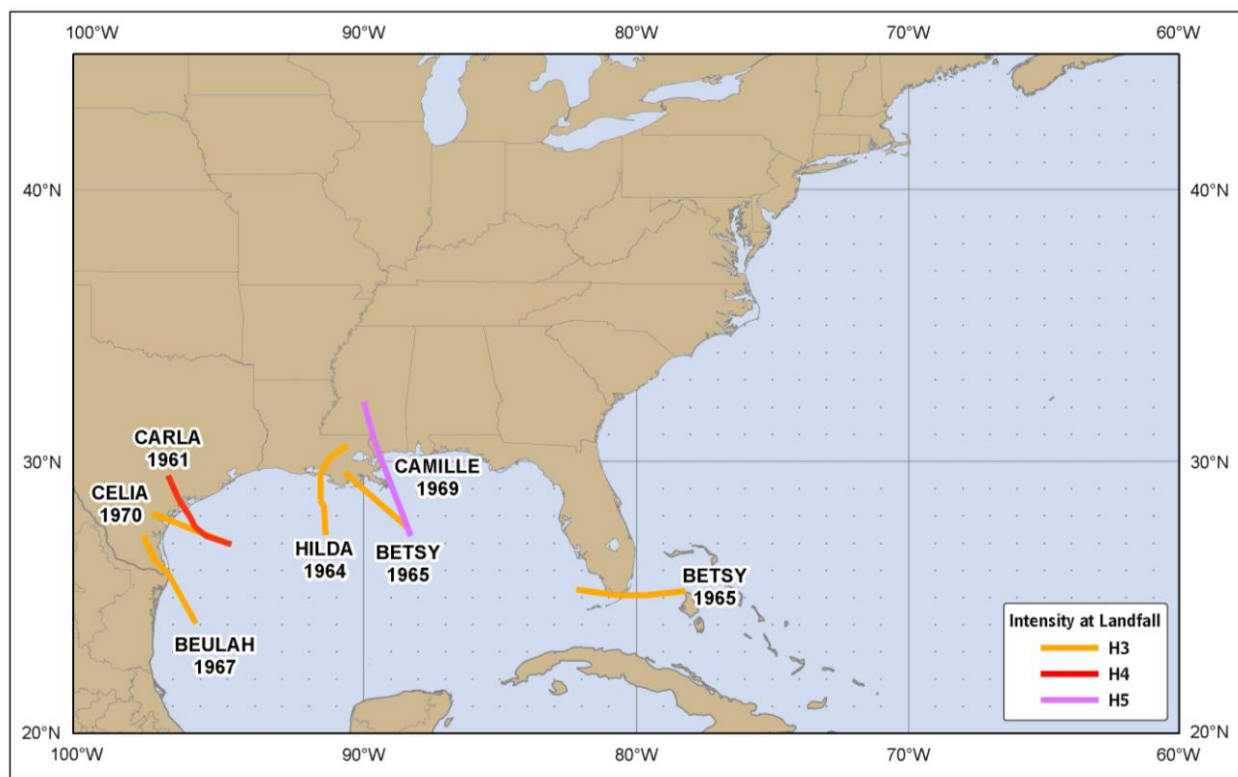 100°W 90°W 80°W 70°W 60°W
40°N 40°N
30°N 30°N
CARLA
1961
CELIA
1970
CAMILLE
1969
HILDA
1964
BETSY
1965
BETSY
1965
BEULAH
1967
Intensity at Landfall
H3
H4
H5
20°N 20°N
100°W 90°W 80°W 70°W 60°W